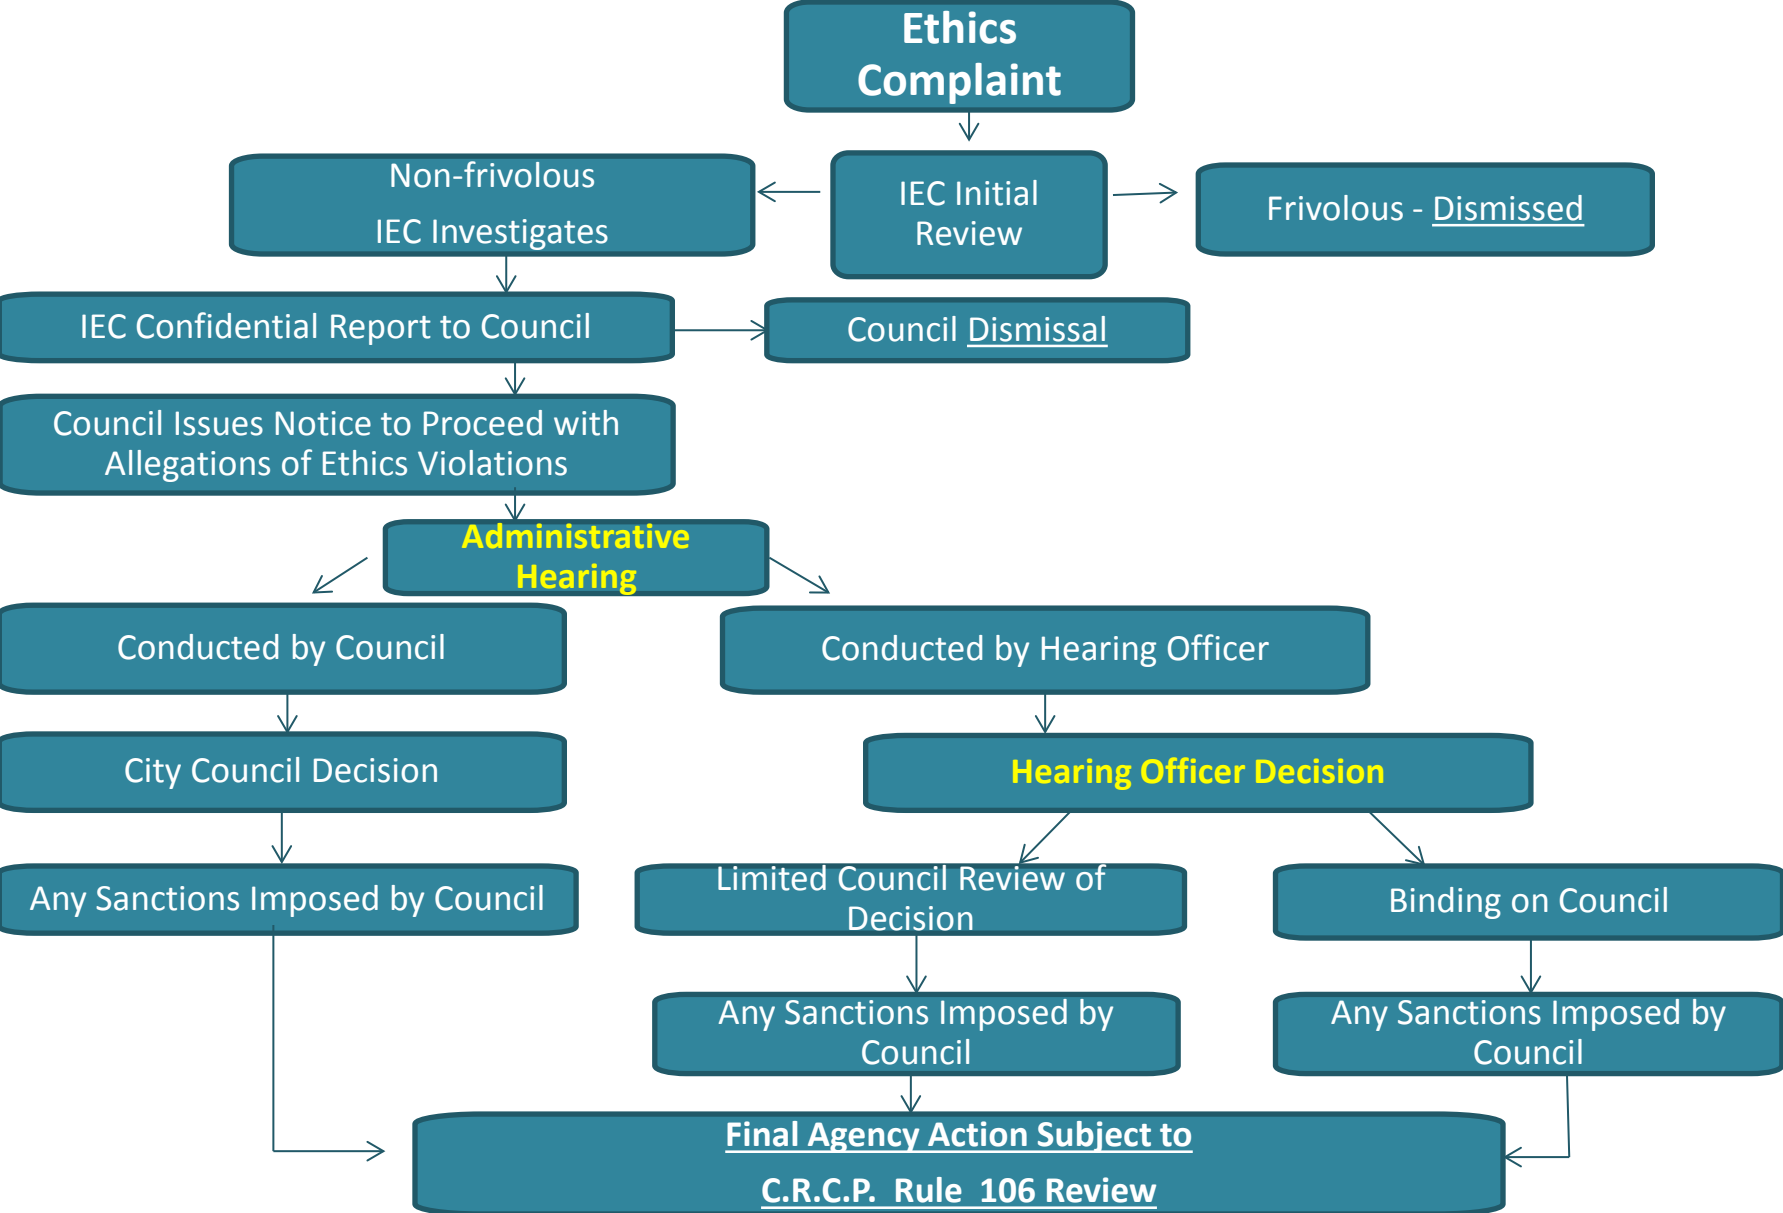 Ethics
Complaint
Non-frivolous
IEC Investigates
IEC Initial
Review
Frivolous - Dismissed
IEC Confidential Report to Council
Council Dismissal
Council Issues Notice to Proceed with
Allegations of Ethics Violations
Administrative
Hearing
Conducted by Council
Conducted by Hearing Officer
City Council Decision
Hearing Officer Decision
Any Sanctions Imposed by Council
Limited Council Review of
Decision
Binding on Council
Any Sanctions Imposed by
Council
Any Sanctions Imposed by
Council
Final Agency Action Subject to
C.R.C.P. Rule 106 Review